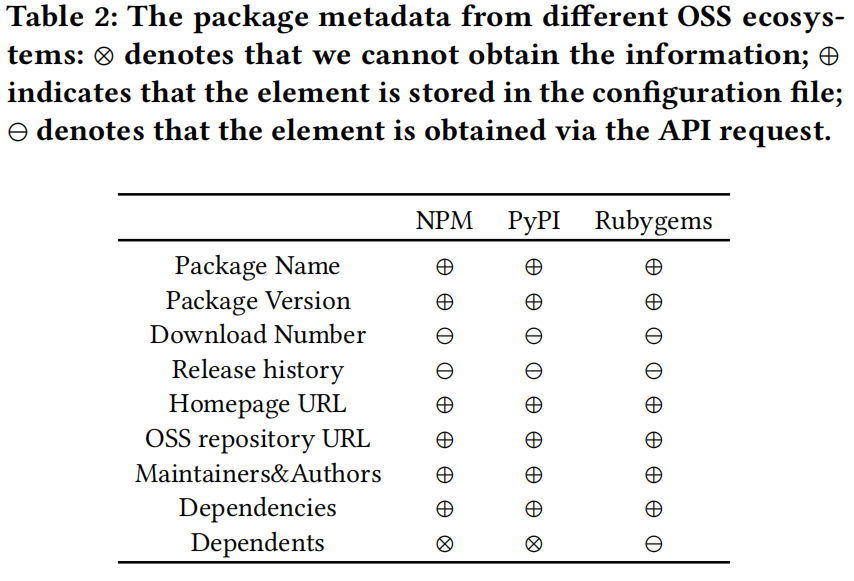 Table 2: The package metadata from different OSS ecosys-
tems: ⊗ denotes that we cannot obtain the information; ⊕
indicates that the element is stored in the configuration file;
⊖ denotes that the element is obtained via the API request.
NPM PyPI Rubygems
Package Name ⊕ ⊕ ⊕
Package Version ⊕ ⊕ ⊕
Download Number ⊖ ⊖ ⊖
Release history ⊖ ⊖ ⊖
Homepage URL ⊕ ⊕ ⊕
OSS repository URL ⊕ ⊕ ⊕
Maintainers&Authors ⊕ ⊕ ⊕
Dependencies ⊕ ⊕ ⊕
Dependents ⊗ ⊗ ⊖